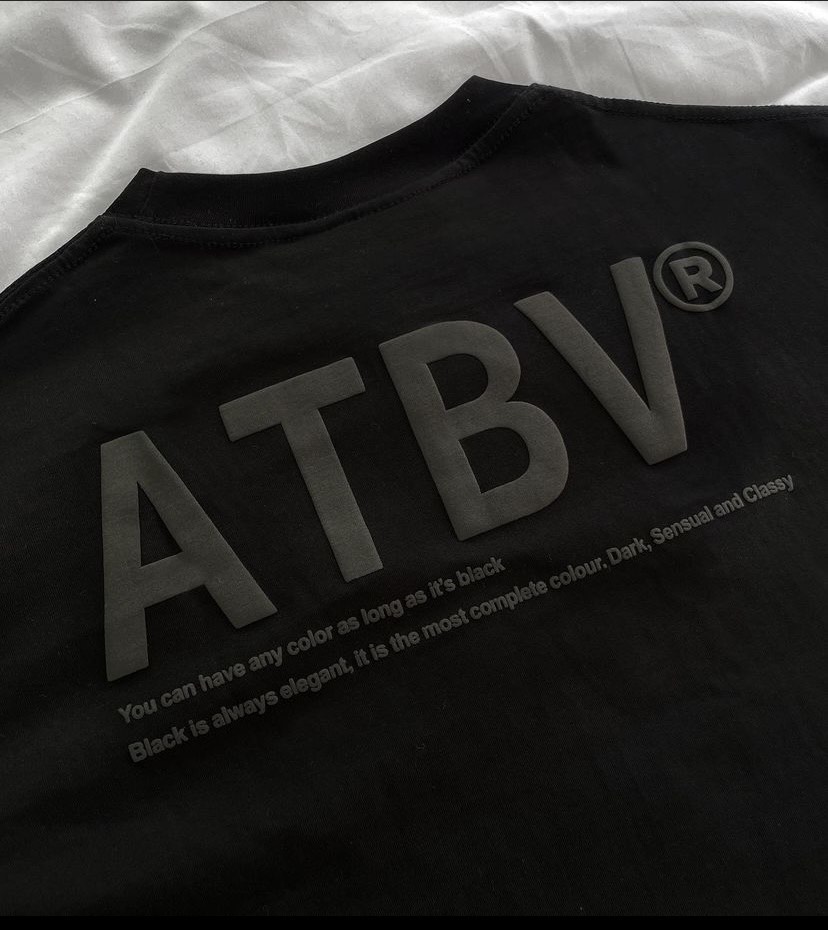 ATBV®
You can have any color as long as it's black
Black is always elegant, it is the most complete colour. Dark, Sensual and Classy